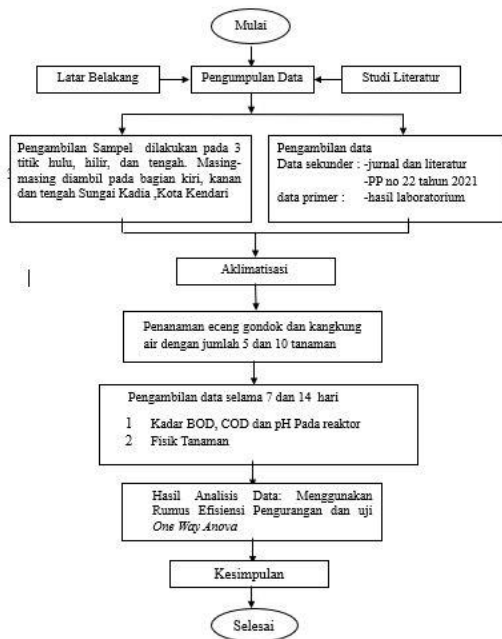 Mulai
Latar Belakang
Pengumpulan Data
Studi Literatur
Pengambilan Sampel dilakukan pada 3
titik hulu, hilir, dan tengah. Masing-
masing diambil pada bagian kiri, kanan
dan tengah Sungai Kadia ,Kota Kendari
Pengambilan data
Data sekunder : -jurnal dan literatur
-PP no 22 tahun 2021
data primer : -hasil laboratorium
Aklimatisasi
Penanaman eceng gondok dan kangkung
air dengan jumlah 5 dan 10 tanaman
Pengambilan data selama 7 dan 14 hari
1 Kadar BOD, COD dan pH Pada reaktor
2 Fisik Tanaman
Hasil Analisis Data: Menggunakan
Rumus Efisiensi Pengurangan dan uji
One Way Anova
Kesimpulan
Selesai